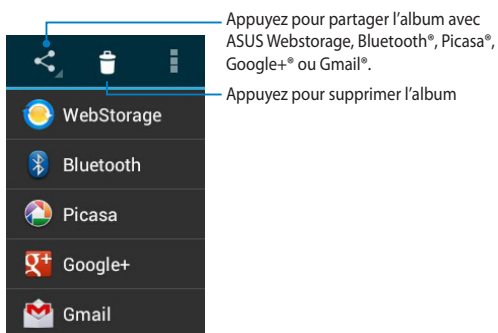 Appuyez pour partager l'album avec
ASUS Webstorage, Bluetooth®, Picasa®,
Google+® ou Gmail®.
Appuyez pour supprimer l'album
WebStorage
Bluetooth
Picasa
Google+
Gmail